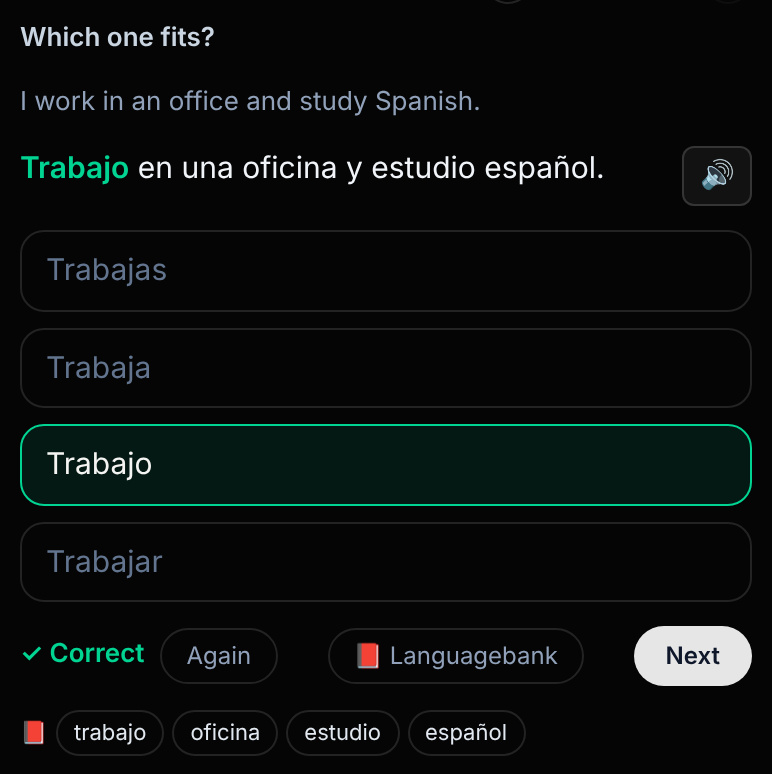 Which one fits?
I work in an office and study Spanish.
Trabajo en una oficina y estudio español.
Trabajas
Trabaja
Trabajo
Trabajar
✓ Correct Again Languagebank Next
trabajo oficina estudio español